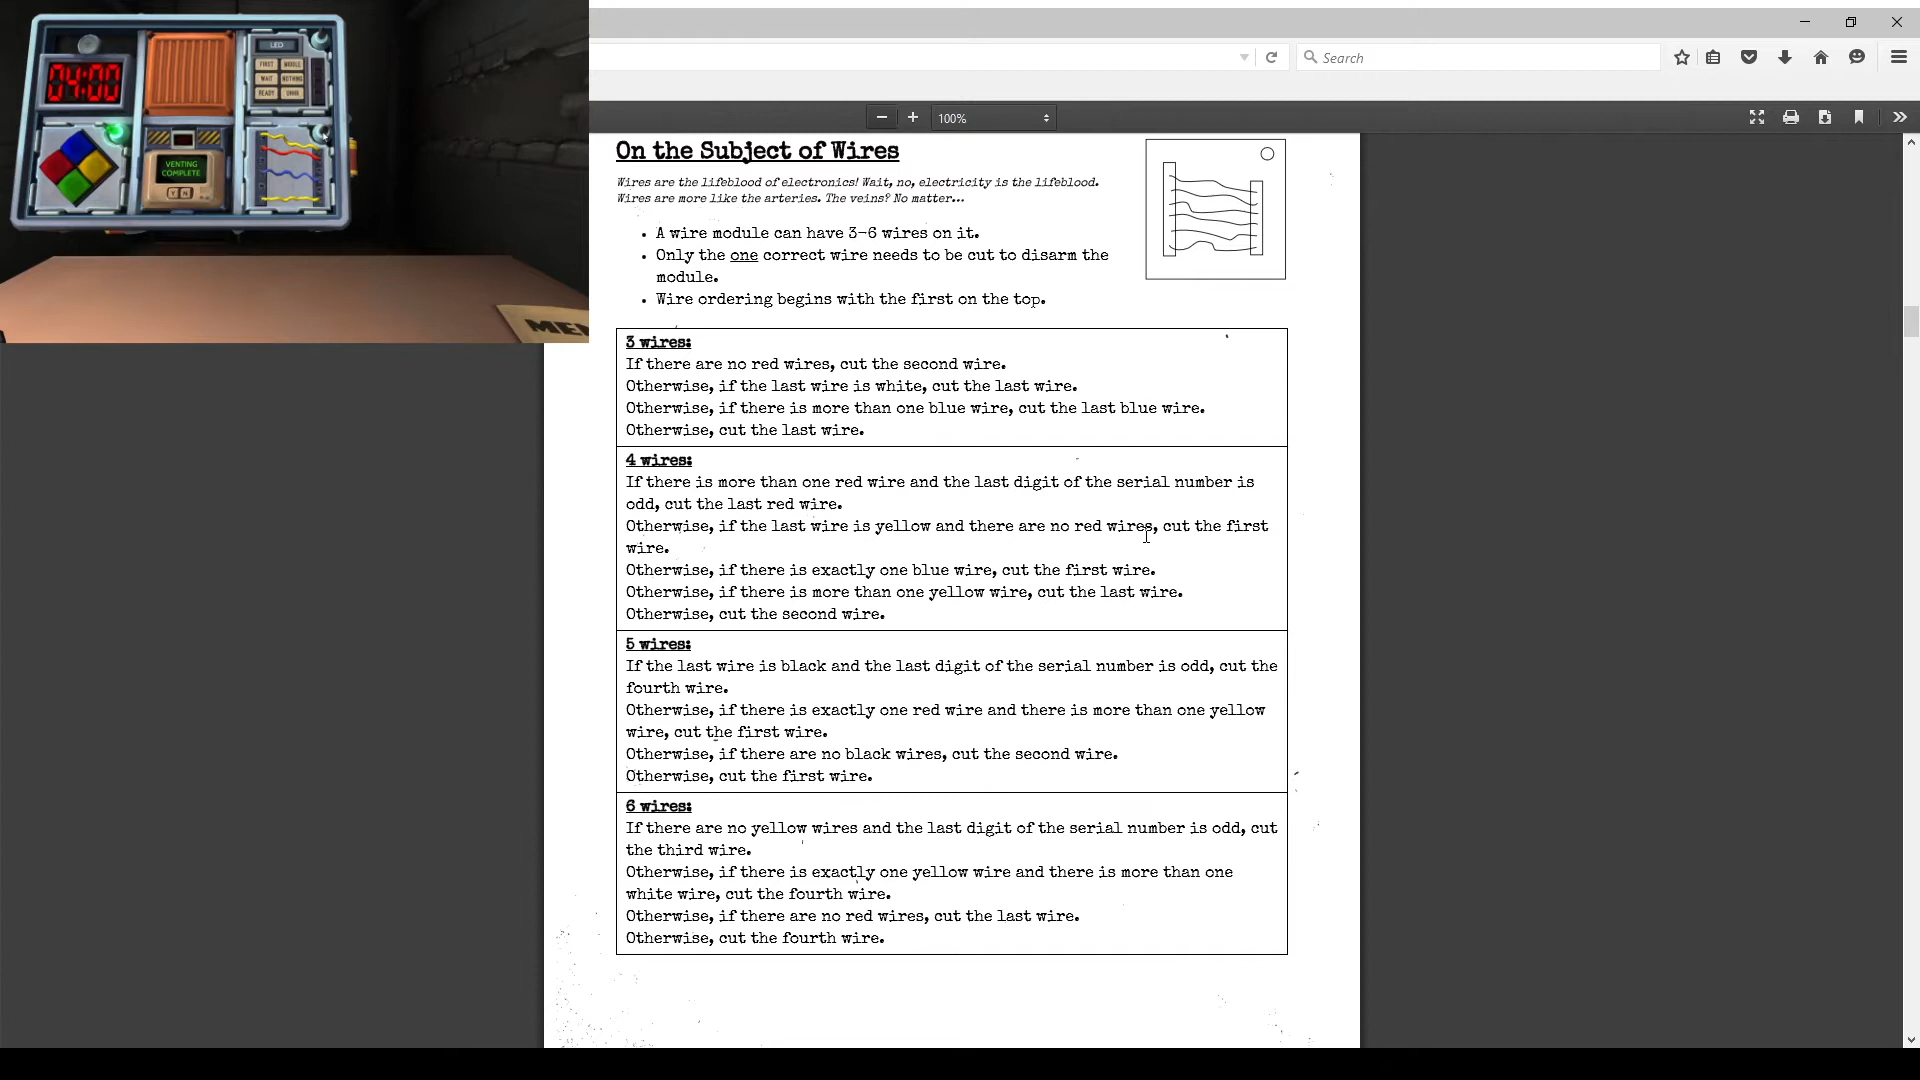 04:00
LED
FIRST MIDDLE
WAIT NOTHING
READY UHHH
VENTING
COMPLETE
Y N
Search
100%
On the Subject of Wires
Wires are the lifeblood of electronics! Wait, no, electricity is the lifeblood.
Wires are more like the arteries. The veins? No matter...
• A wire module can have 3-6 wires on it.
• Only the one correct wire needs to be cut to disarm the
module.
• Wire ordering begins with the first on the top.
3 wires:
If there are no red wires, cut the second wire.
Otherwise, if the last wire is white, cut the last wire.
Otherwise, if there is more than one blue wire, cut the last blue wire.
Otherwise, cut the last wire.
4 wires:
If there is more than one red wire and the last digit of the serial number is
odd, cut the last red wire.
Otherwise, if the last wire is yellow and there are no red wires, cut the first
wire.
Otherwise, if there is exactly one blue wire, cut the first wire.
Otherwise, if there is more than one yellow wire, cut the last wire.
Otherwise, cut the second wire.
5 wires:
If the last wire is black and the last digit of the serial number is odd, cut the
fourth wire.
Otherwise, if there is exactly one red wire and there is more than one yellow
wire, cut the first wire.
Otherwise, if there are no black wires, cut the second wire.
Otherwise, cut the first wire.
6 wires:
If there are no yellow wires and the last digit of the serial number is odd, cut
the third wire.
Otherwise, if there is exactly one yellow wire and there is more than one
white wire, cut the fourth wire.
Otherwise, if there are no red wires, cut the last wire.
Otherwise, cut the fourth wire.